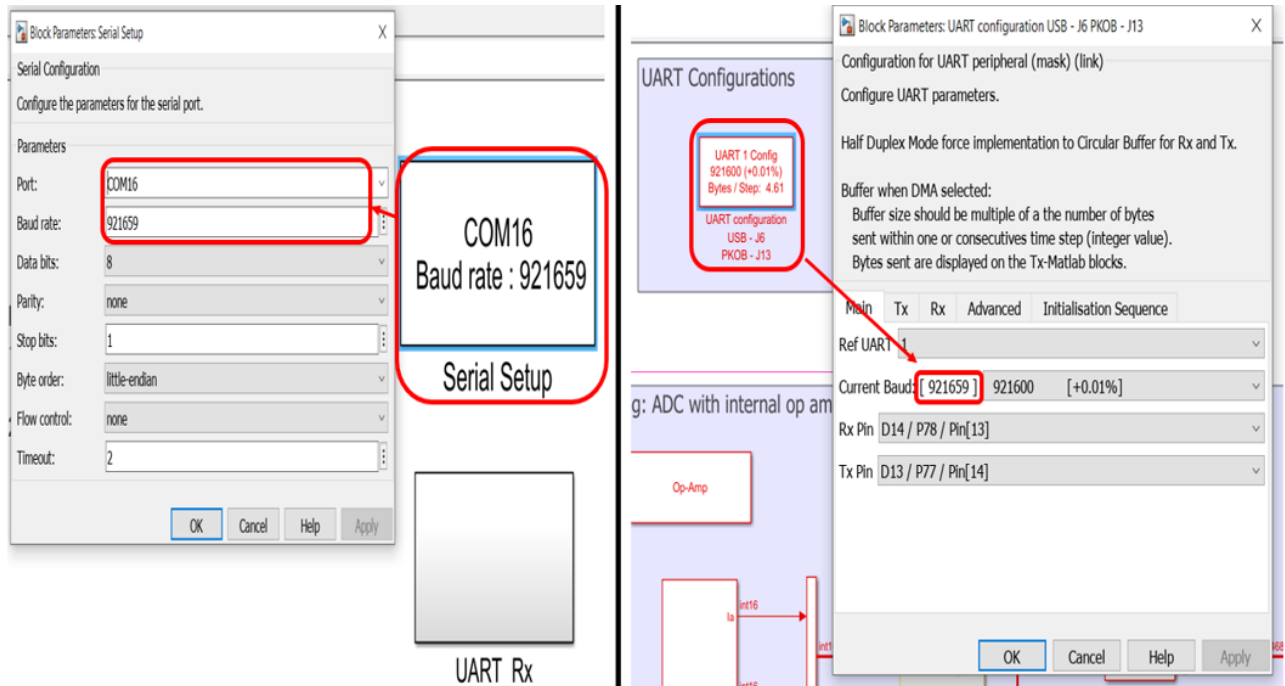 Block Parameters: Serial Setup
X
Serial Configuration
Configure the parameters for the serial port.
Parameters
Port: COM16
Baud rate: 921659
Data bits: 8
Parity: none
Stop bits: 1
Byte order: little-endian
Flow control: none
Timeout: 2
OK Cancel Help Apply
COM16
Baud rate : 921659
Serial Setup
UART Rx
UART Configurations
UART 1 Config
921600 (+0.01%)
Bytes / Step: 4.61
UART configuration
USB - J6
PKOB - J13
g: ADC with internal op am
Op-Amp
Ia
int16
int16
Block Parameters: UART configuration USB - J6 PKOB - J13
X
Configuration for UART peripheral (mask) (link)
Configure UART parameters.
Half Duplex Mode force implementation to Circular Buffer for Rx and Tx.
Buffer when DMA selected:
Buffer size should be multiple of a the number of bytes
sent within one or consecutives time step (integer value).
Bytes sent are displayed on the Tx-Matlab blocks.
Main Tx Rx Advanced Initialisation Sequence
Ref UART 1
Current Baud: [ 921659 ] 921600 [+0.01%]
Rx Pin D14 / P78 / Pin[13]
Tx Pin D13 / P77 / Pin[14]
OK Cancel Help Apply